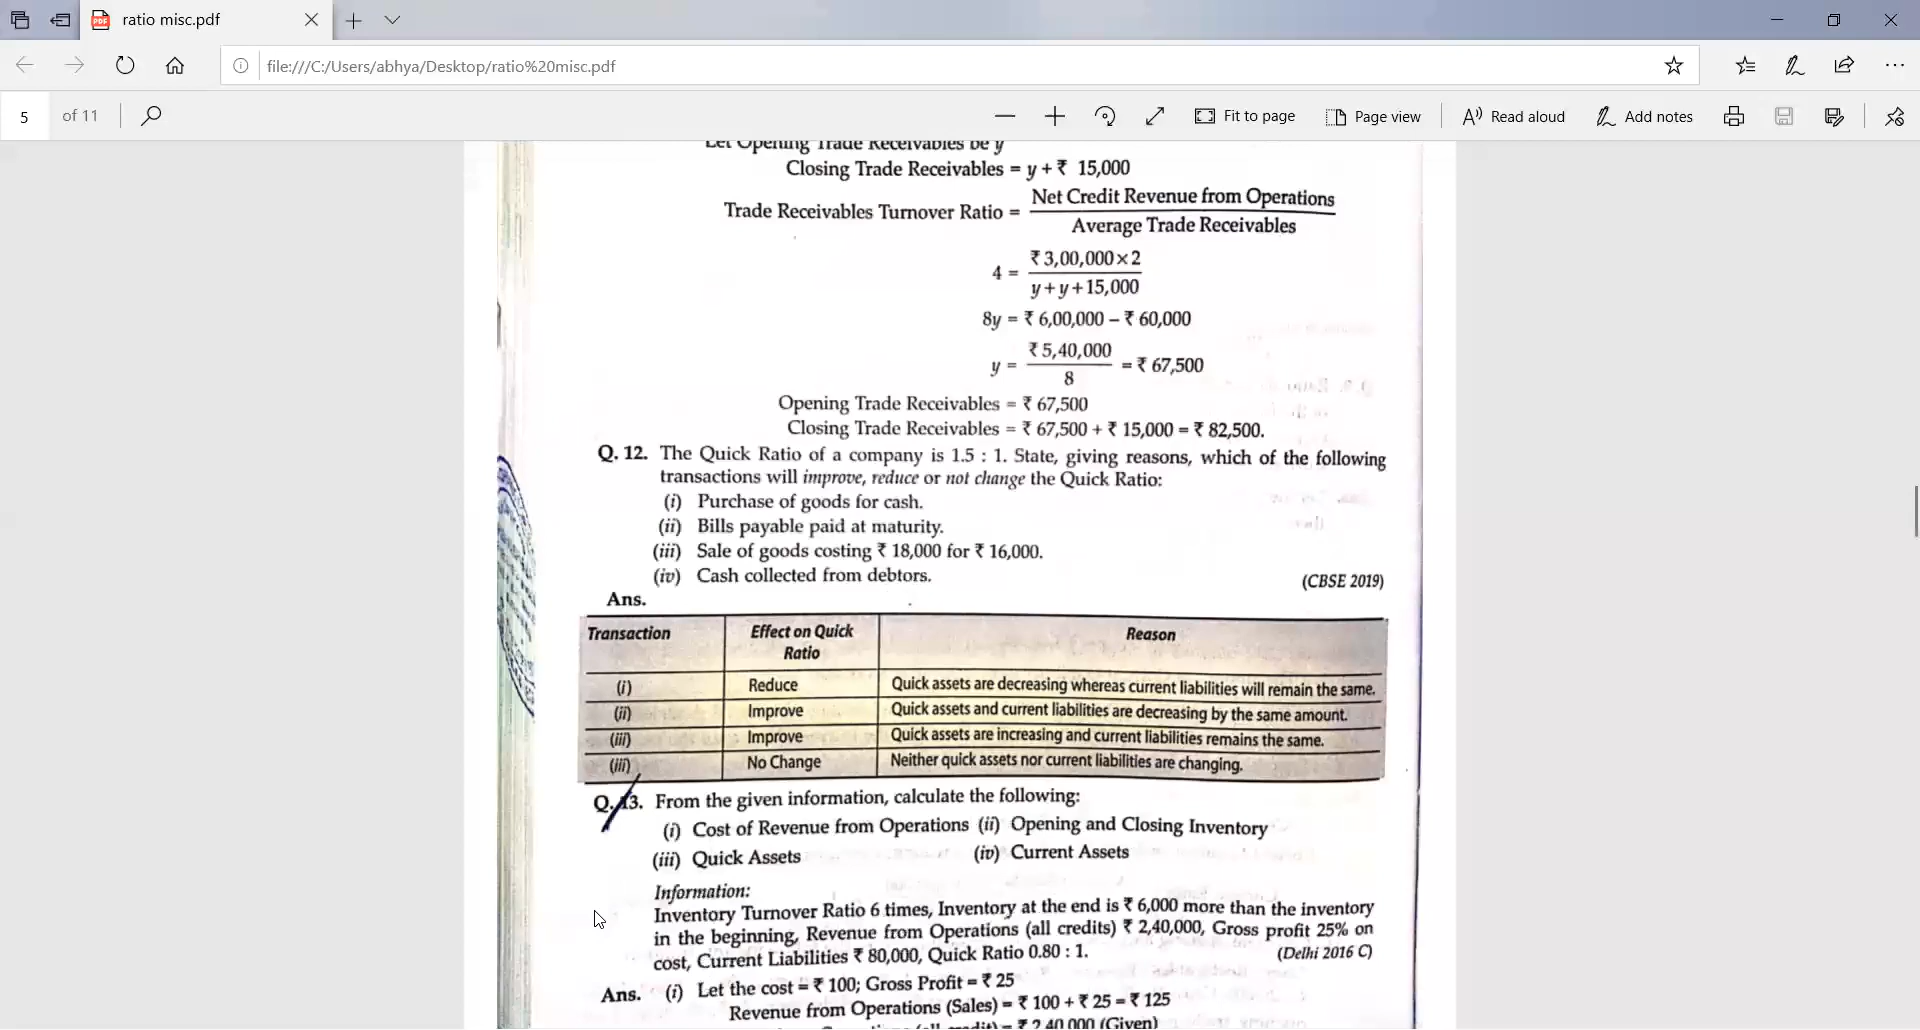 ratio misc.pdf
file:///C:/Users/abhya/Desktop/ratio%20misc.pdf
5 of 11
Fit to page
Page view
Read aloud
Add notes
Let Opening Trade Receivables be y
Closing Trade Receivables = y + ₹ 15,000
Trade Receivables Turnover Ratio = Net Credit Revenue from Operations
Average Trade Receivables
4 = ₹ 3,00,000 × 2
y + y + 15,000
8y = ₹ 6,00,000 – ₹ 60,000
y = ₹ 5,40,000 = ₹ 67,500
8
Opening Trade Receivables = ₹ 67,500
Closing Trade Receivables = ₹ 67,500 + ₹ 15,000 = ₹ 82,500.
Q. 12. The Quick Ratio of a company is 1.5 : 1. State, giving reasons, which of the following
transactions will improve, reduce or not change the Quick Ratio:
(i) Purchase of goods for cash.
(ii) Bills payable paid at maturity.
(iii) Sale of goods costing ₹ 18,000 for ₹ 16,000.
(iv) Cash collected from debtors. (CBSE 2019)
Ans.
Transaction Effect on Quick Ratio Reason
(i) Reduce Quick assets are decreasing whereas current liabilities will remain the same.
(ii) Improve Quick assets and current liabilities are decreasing by the same amount.
(iii) Improve Quick assets are increasing and current liabilities remains the same.
(iii) No Change Neither quick assets nor current liabilities are changing.
Q. 13. From the given information, calculate the following:
(i) Cost of Revenue from Operations (ii) Opening and Closing Inventory
(iii) Quick Assets (iv) Current Assets
Information:
Inventory Turnover Ratio 6 times, Inventory at the end is ₹ 6,000 more than the inventory
in the beginning, Revenue from Operations (all credits) ₹ 2,40,000, Gross profit 25% on
cost, Current Liabilities ₹ 80,000, Quick Ratio 0.80 : 1. (Delhi 2016 C)
Ans. (i) Let the cost = ₹ 100; Gross Profit = ₹ 25
Revenue from Operations (Sales) = ₹ 100 + ₹ 25 = ₹ 125
= ₹ 2,40,000 (Given)